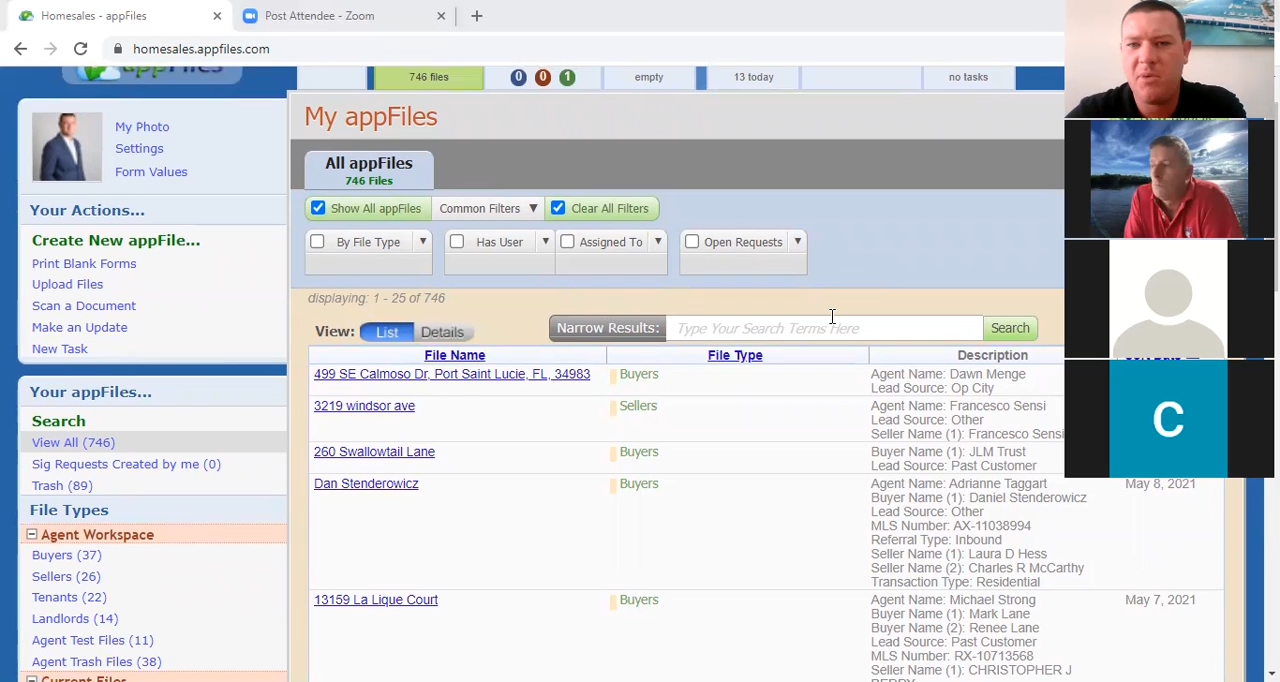 Homesales - appFiles
Post Attendee - Zoom
homesales.appfiles.com
appFiles
746 files
0 0 1
empty
13 today
no tasks
My Photo
Settings
Form Values
Your Actions...
Create New appFile...
Print Blank Forms
Upload Files
Scan a Document
Make an Update
New Task
Your appFiles...
Search
View All (746)
Sig Requests Created by me (0)
Trash (89)
File Types
Agent Workspace
Buyers (37)
Sellers (26)
Tenants (22)
Landlords (14)
Agent Test Files (11)
Agent Trash Files (38)
Current Files
My appFiles
All appFiles
746 Files
Show All appFiles
Common Filters
Clear All Filters
By File Type
Has User
Assigned To
Open Requests
displaying: 1 - 25 of 746
View: List Details
Narrow Results: Type Your Search Terms Here Search
File Name File Type Description
499 SE Calmoso Dr, Port Saint Lucie, FL, 34983 Buyers Agent Name: Dawn Menge
Lead Source: Op City
3219 windsor ave Sellers Agent Name: Francesco Sensi
Lead Source: Other
Seller Name (1): Francesco Sensi
260 Swallowtail Lane Buyers Buyer Name (1): JLM Trust
Lead Source: Past Customer
Dan Stenderowicz Buyers Agent Name: Adrianne Taggart May 8, 2021
Buyer Name (1): Daniel Stenderowicz
Lead Source: Other
MLS Number: AX-11038994
Referral Type: Inbound
Seller Name (1): Laura D Hess
Seller Name (2): Charles R McCarthy
Transaction Type: Residential
13159 La Lique Court Buyers Agent Name: Michael Strong May 7, 2021
Buyer Name (1): Mark Lane
Buyer Name (2): Renee Lane
Lead Source: Past Customer
MLS Number: RX-10713568
Seller Name (1): CHRISTOPHER J
C